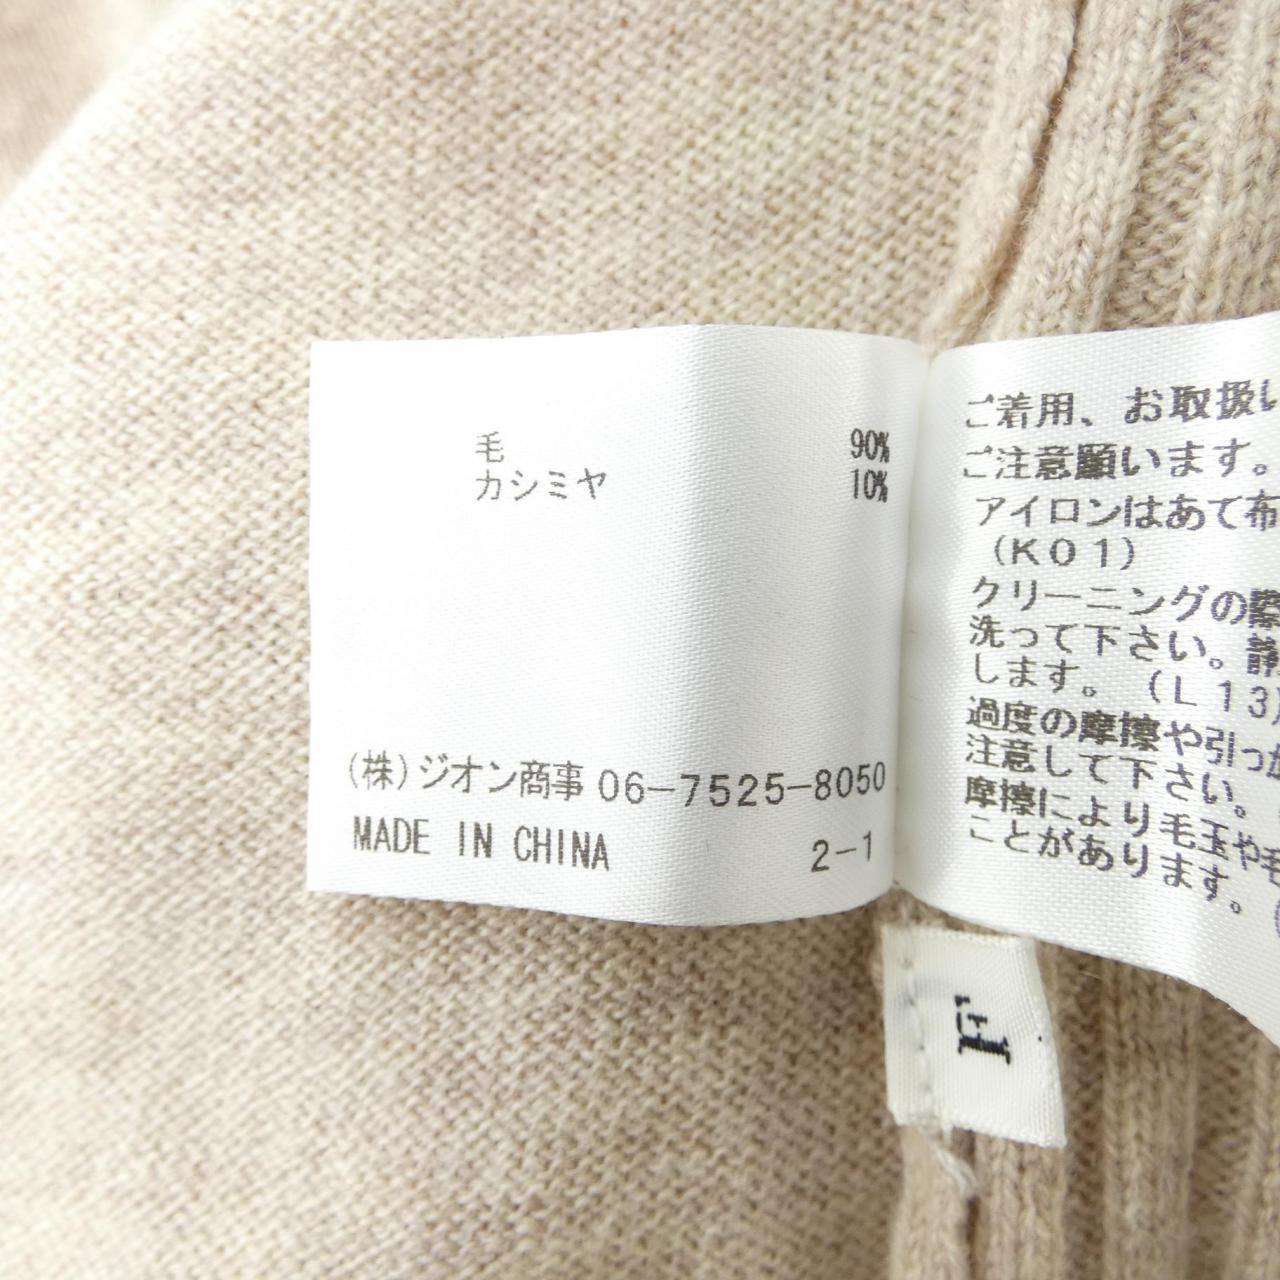 毛 90%
カシミヤ 10%
(株)ジオン商事 06-7525-8050
MADE IN CHINA 2-1
ご着用、お取扱い
ご注意願います。
アイロンはあて布
(K01)
クリーニングの際
洗って下さい。静
します。 (L13)
過度の摩擦や引っ
注意して下さい。
摩擦により毛玉や毛
ことがあります。